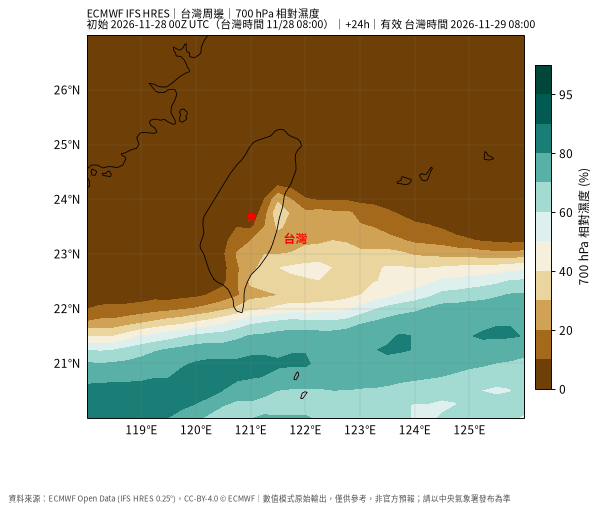 ECMWF IFS HRES｜台灣周邊｜700 hPa 相對濕度
初始 2026-11-28 00Z UTC（台灣時間 11/28 08:00）｜+24h｜有效 台灣時間 2026-11-29 08:00
26°N
25°N
24°N
23°N
22°N
21°N
119°E 120°E 121°E 122°E 123°E 124°E 125°E
台灣
95
80
60
40
20
0
700 hPa 相對濕度 (%)
資料來源：ECMWF Open Data (IFS HRES 0.25°)，CC-BY-4.0 © ECMWF｜數值模式原始輸出，僅供參考，非官方預報；請以中央氣象署發布為準